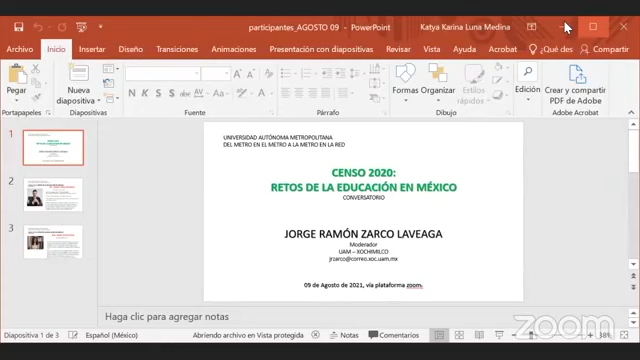 participantes_AGOSTO 09 - PowerPoint
Katya Karina Luna Medina
Archivo Inicio Insertar Diseño Transiciones Animaciones Presentación con diapositivas Revisar Vista Ayuda Acrobat ¿Qué des Compartir
Pegar
Nueva diapositiva
Formas Organizar Estilos rápidos
Edición
Crear y compartir PDF de Adobe
N K S S
Portapapeles Diapositivas Fuente Párrafo Dibujo Adobe Acrobat
1
2
3
UNIVERSIDAD AUTÓNOMA METROPOLITANA
DEL METRO EN EL METRO A LA METRO EN LA RED
CENSO 2020:
RETOS DE LA EDUCACIÓN EN MÉXICO
CONVERSATORIO
JORGE RAMÓN ZARCO LAVEAGA
Moderador
UAM – XOCHIMILCO
jrzarco@correo.xoc.uam.mx
09 de Agosto de 2021, vía plataforma zoom.
Haga clic para agregar notas
Diapositiva 1 de 3 Español (México) Abriendo archivo en Vista protegida Notas Comentarios 38%
zoom